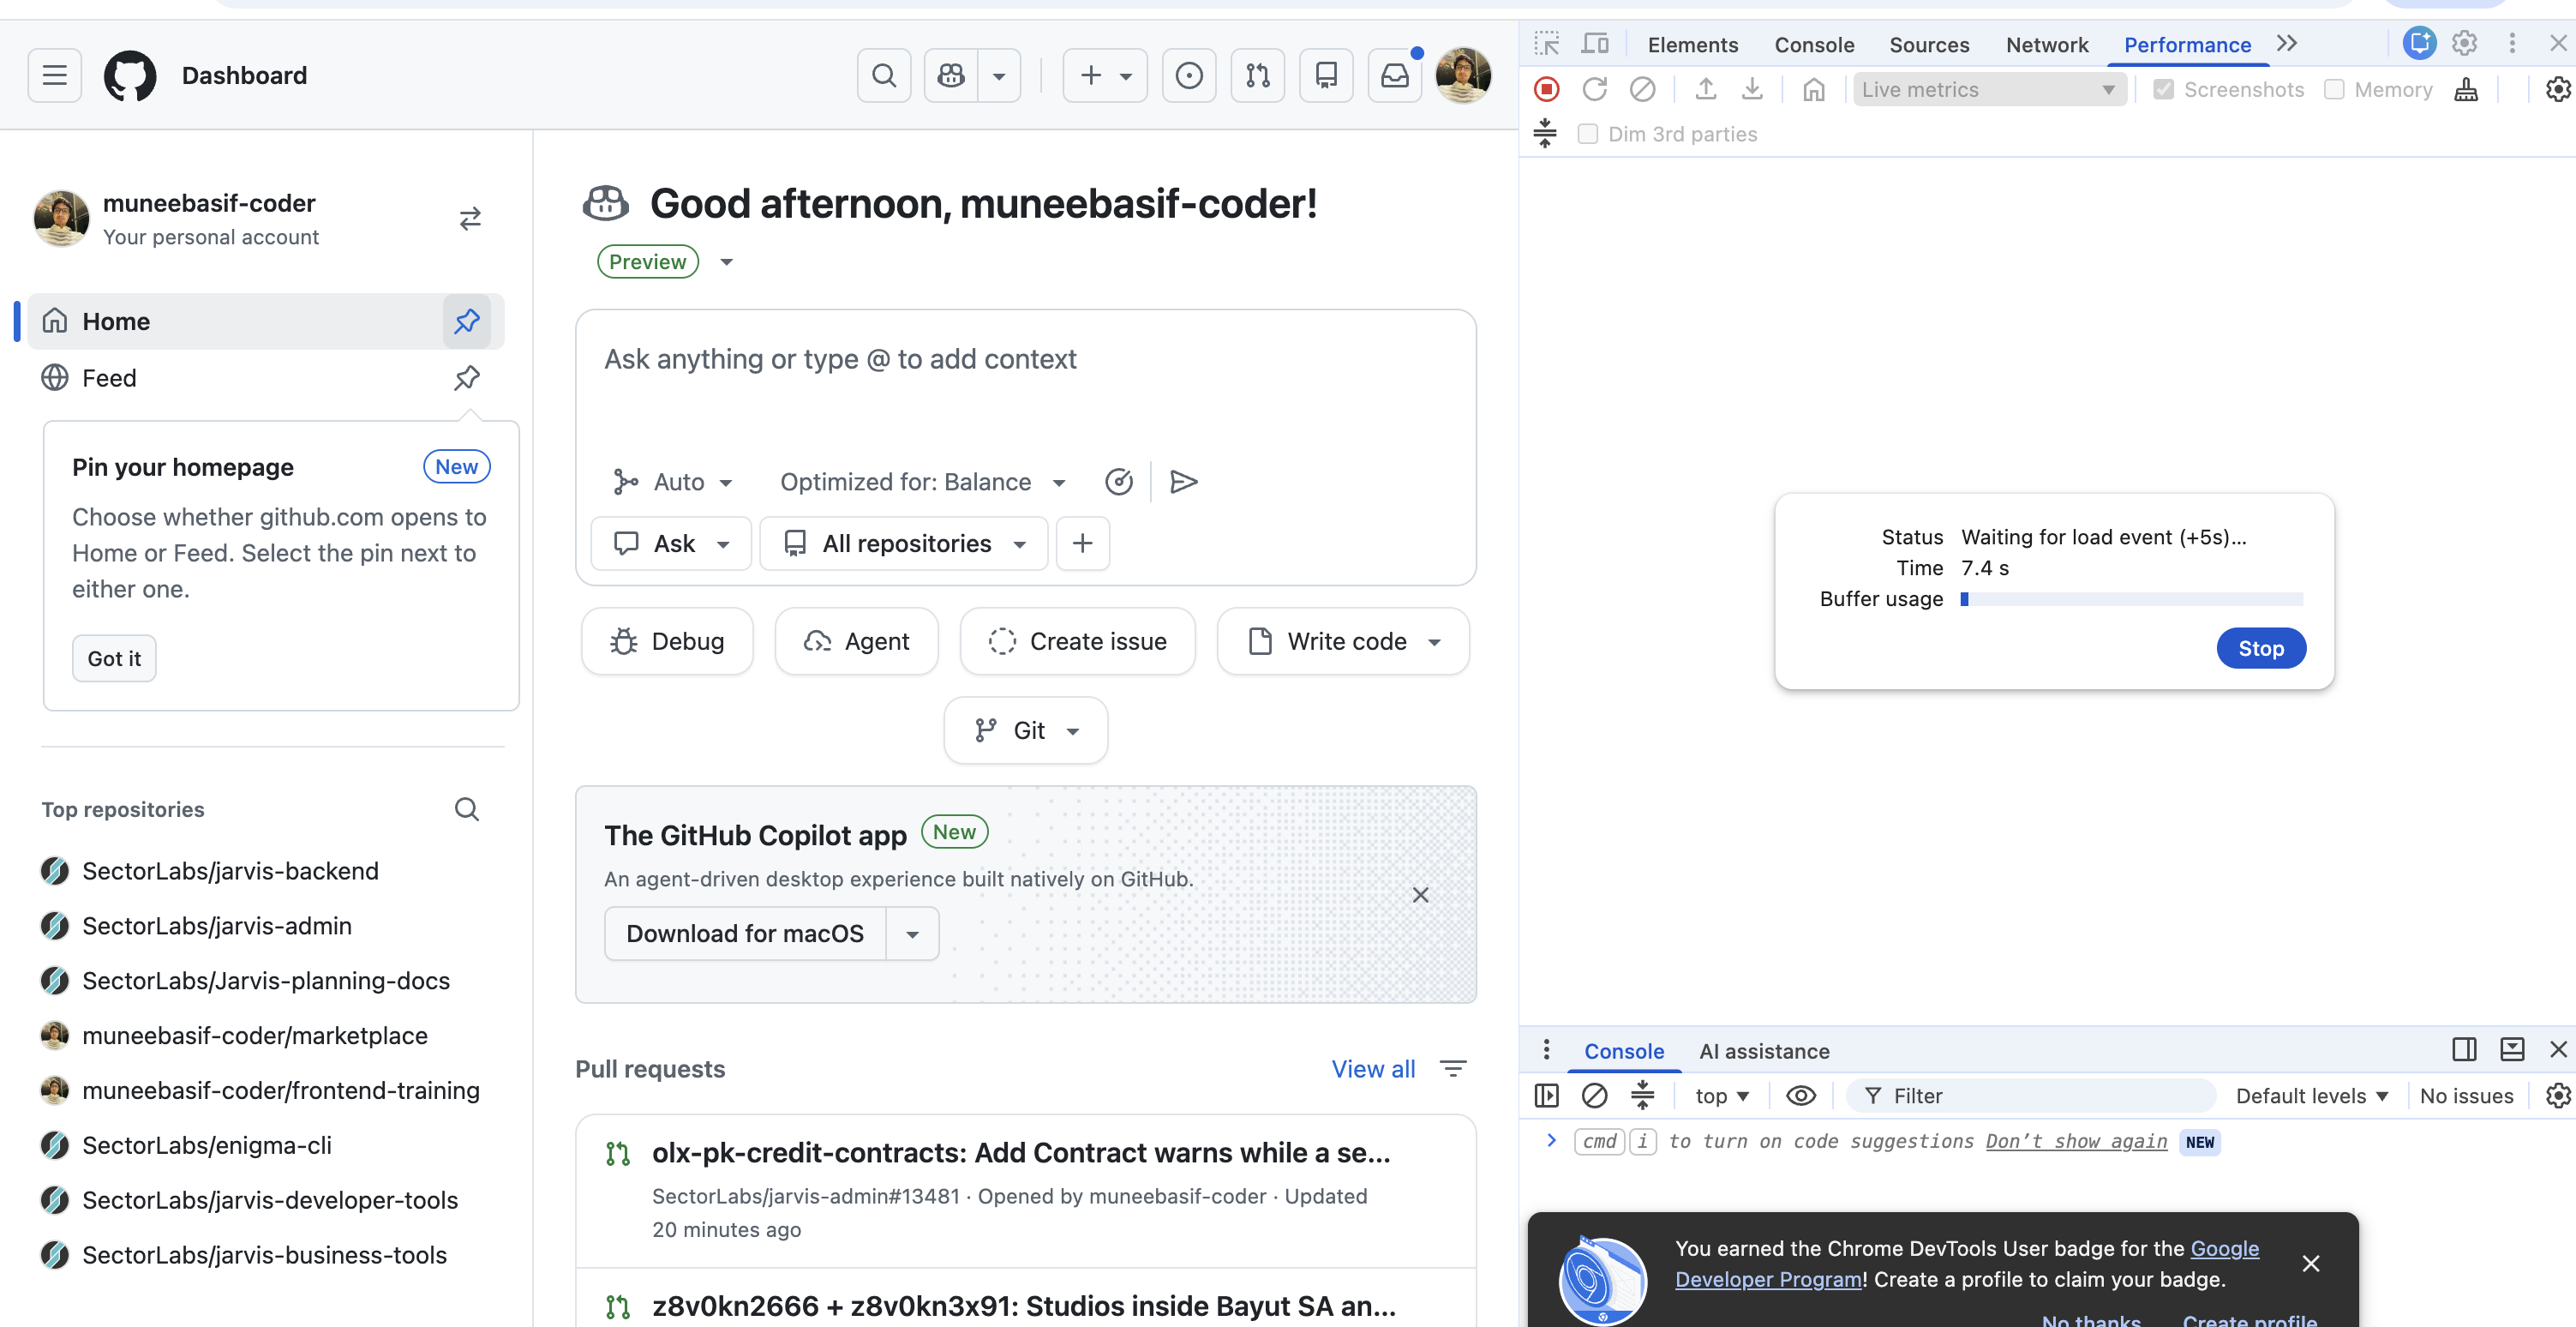 Dashboard
muneebasif-coder
Your personal account
Home
Feed
Pin your homepage
New
Choose whether github.com opens to
Home or Feed. Select the pin next to
either one.
Got it
Top repositories
SectorLabs/jarvis-backend
SectorLabs/jarvis-admin
SectorLabs/Jarvis-planning-docs
muneebasif-coder/marketplace
muneebasif-coder/frontend-training
SectorLabs/enigma-cli
SectorLabs/jarvis-developer-tools
SectorLabs/jarvis-business-tools
Good afternoon, muneebasif-coder!
Preview
Ask anything or type @ to add context
Auto
Optimized for: Balance
Ask
All repositories
Debug
Agent
Create issue
Write code
Git
The GitHub Copilot app
New
An agent-driven desktop experience built natively on GitHub.
Download for macOS
Pull requests
View all
olx-pk-credit-contracts: Add Contract warns while a se...
SectorLabs/jarvis-admin#13481 · Opened by muneebasif-coder · Updated
20 minutes ago
z8v0kn2666 + z8v0kn3x91: Studios inside Bayut SA an...
Elements
Console
Sources
Network
Performance
Live metrics
Screenshots
Memory
Dim 3rd parties
Status Waiting for load event (+5s)...
Time 7.4 s
Buffer usage
Stop
Console
AI assistance
top
Filter
Default levels
No issues
cmd i to turn on code suggestions Don't show again NEW
You earned the Chrome DevTools User badge for the Google
Developer Program! Create a profile to claim your badge.
No thanks
Create profile